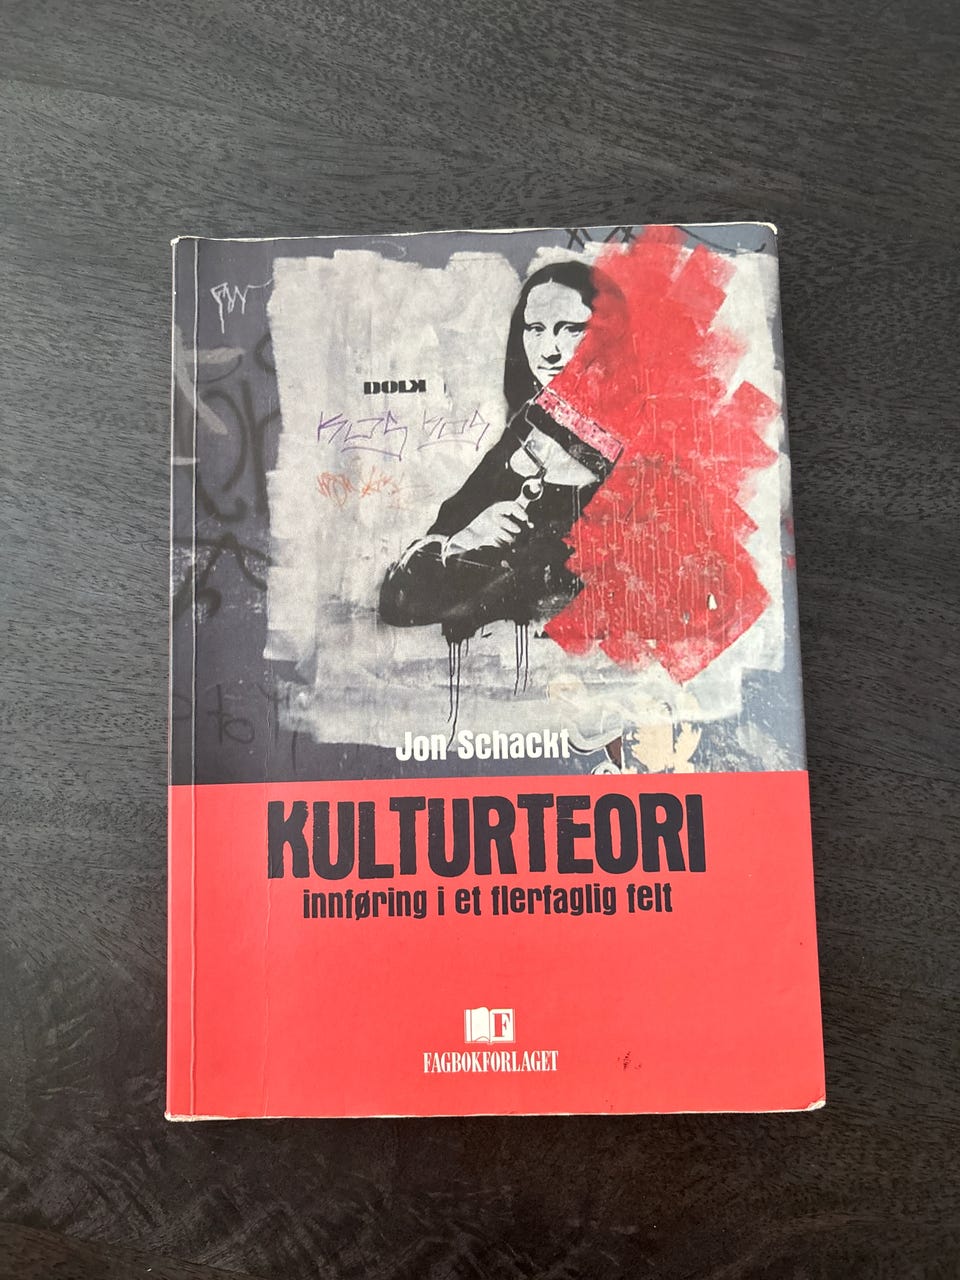 DOLK
Jon Schackt
KULTURTEORI
innføring i et flerfaglig felt
F
FAGBOKFORLAGET